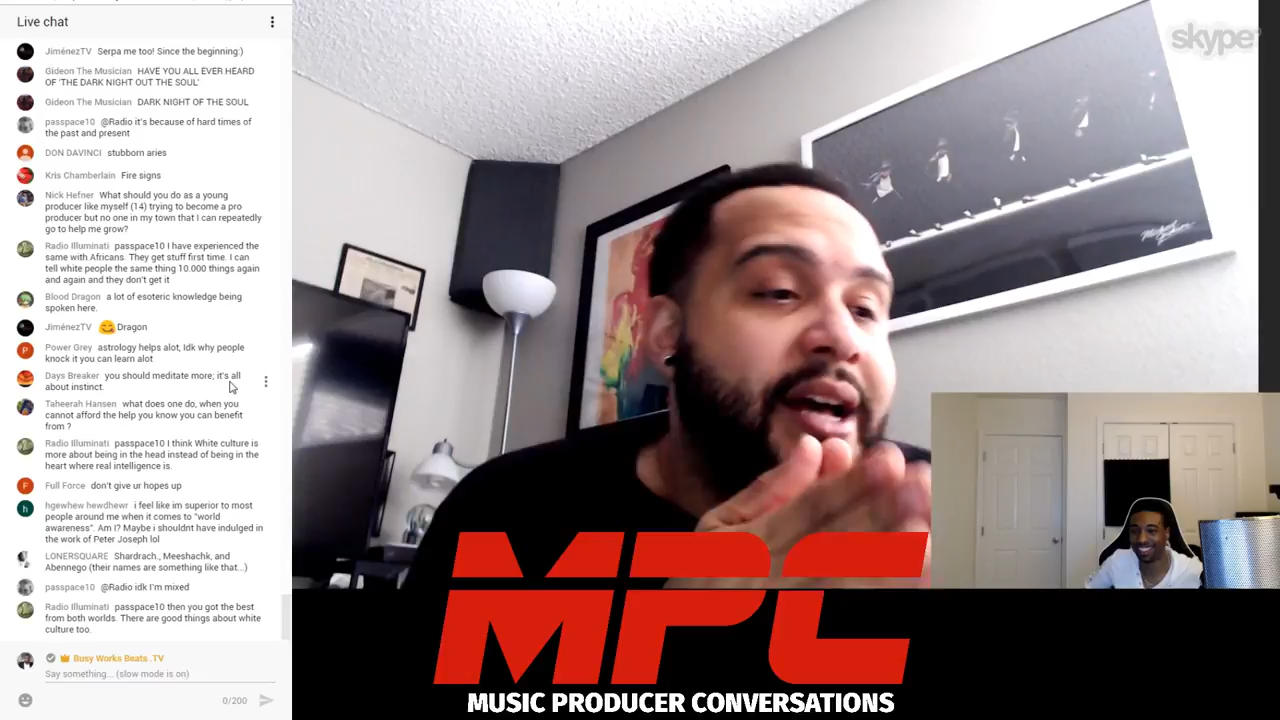 Live chat
JiménezTV Serpa me too! Since the beginning:)
Gideon The Musician HAVE YOU ALL EVER HEARD
OF 'THE DARK NIGHT OUT THE SOUL'
Gideon The Musician DARK NIGHT OF THE SOUL
passpace10 @Radio it's because of hard times of
the past and present
DON DAVINCI stubborn aries
Kris Chamberlain Fire signs
Nick Hefner What should you do as a young
producer like myself (14) trying to become a pro
producer but no one in my town that I can repeatedly
go to help me grow?
Radio Illuminati passpace10 I have experienced the
same with Africans. They get stuff first time. I can
tell white people the same thing 10.000 things again
and again and they don't get it
Blood Dragon a lot of esoteric knowledge being
spoken here.
JiménezTV 🤗 Dragon
P
Power Grey astrology helps alot, Idk why people
knock it you can learn alot
Days Breaker you should meditate more; it's all
about instinct.
Taheerah Hansen what does one do, when you
cannot afford the help you know you can benefit
from ?
Radio Illuminati passpace10 I think White culture is
more about being in the head instead of being in the
heart where real intelligence is.
Full Force don't give ur hopes up
h
hgewhew hewdhewr i feel like im superior to most
people around me when it comes to "world
awareness". Am I? Maybe i shouldnt have indulged in
the work of Peter Joseph lol
LONERSQUARE Shardrach., Meeshachk, and
Abennego (their names are something like that...)
passpace10 @Radio idk I'm mixed
Radio Illuminati passpace10 then you got the best
from both worlds. There are good things about white
culture too.
Busy Works Beats .TV
Say something... (slow mode is on)
0/200
skype
MPC
MUSIC PRODUCER CONVERSATIONS